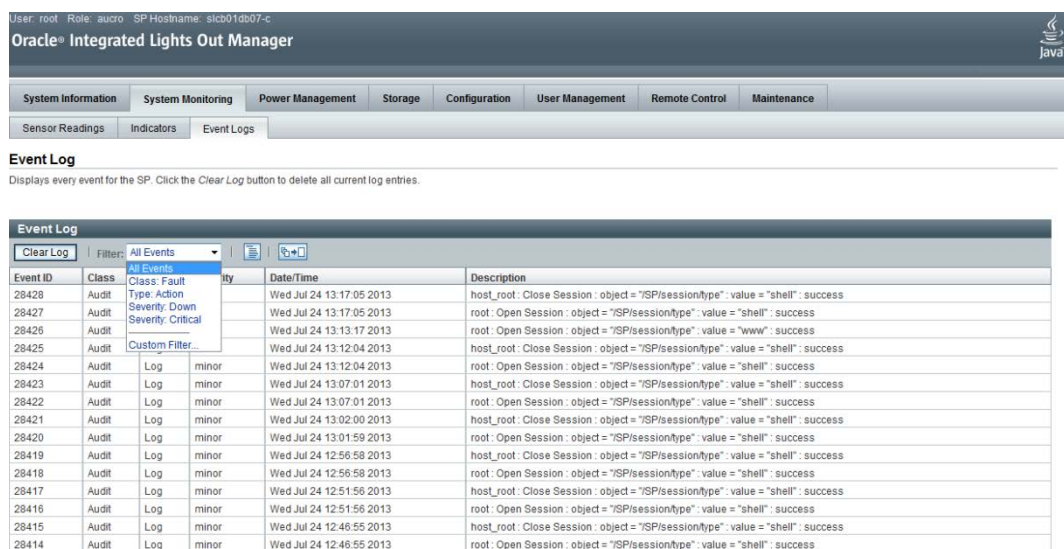 User: root Role: aucro SP Hostname: slcb01db07-c
Oracle® Integrated Lights Out Manager
Java
System Information System Monitoring Power Management Storage Configuration User Management Remote Control Maintenance
Sensor Readings Indicators Event Logs
Event Log
Displays every event for the SP. Click the Clear Log button to delete all current log entries.
Event Log
Clear Log Filter: All Events
All Events
Class: Fault
Type: Action
Severity: Down
Severity: Critical
Custom Filter...
Event ID Class Date/Time Description
28428 Audit Wed Jul 24 13:17:05 2013 host_root : Close Session : object = "/SP/session/type" : value = "shell" : success
28427 Audit Wed Jul 24 13:17:05 2013 root : Open Session : object = "/SP/session/type" : value = "shell" : success
28426 Audit Wed Jul 24 13:13:17 2013 root : Open Session : object = "/SP/session/type" : value = "www" : success
28425 Audit Wed Jul 24 13:12:04 2013 host_root : Close Session : object = "/SP/session/type" : value = "shell" : success
28424 Audit Log minor Wed Jul 24 13:12:04 2013 root : Open Session : object = "/SP/session/type" : value = "shell" : success
28423 Audit Log minor Wed Jul 24 13:07:01 2013 host_root : Close Session : object = "/SP/session/type" : value = "shell" : success
28422 Audit Log minor Wed Jul 24 13:07:01 2013 root : Open Session : object = "/SP/session/type" : value = "shell" : success
28421 Audit Log minor Wed Jul 24 13:02:00 2013 host_root : Close Session : object = "/SP/session/type" : value = "shell" : success
28420 Audit Log minor Wed Jul 24 13:01:59 2013 root : Open Session : object = "/SP/session/type" : value = "shell" : success
28419 Audit Log minor Wed Jul 24 12:56:58 2013 host_root : Close Session : object = "/SP/session/type" : value = "shell" : success
28418 Audit Log minor Wed Jul 24 12:56:58 2013 root : Open Session : object = "/SP/session/type" : value = "shell" : success
28417 Audit Log minor Wed Jul 24 12:51:56 2013 host_root : Close Session : object = "/SP/session/type" : value = "shell" : success
28416 Audit Log minor Wed Jul 24 12:51:56 2013 root : Open Session : object = "/SP/session/type" : value = "shell" : success
28415 Audit Log minor Wed Jul 24 12:46:55 2013 host_root : Close Session : object = "/SP/session/type" : value = "shell" : success
28414 Audit Log minor Wed Jul 24 12:46:55 2013 root : Open Session : object = "/SP/session/type" : value = "shell" : success